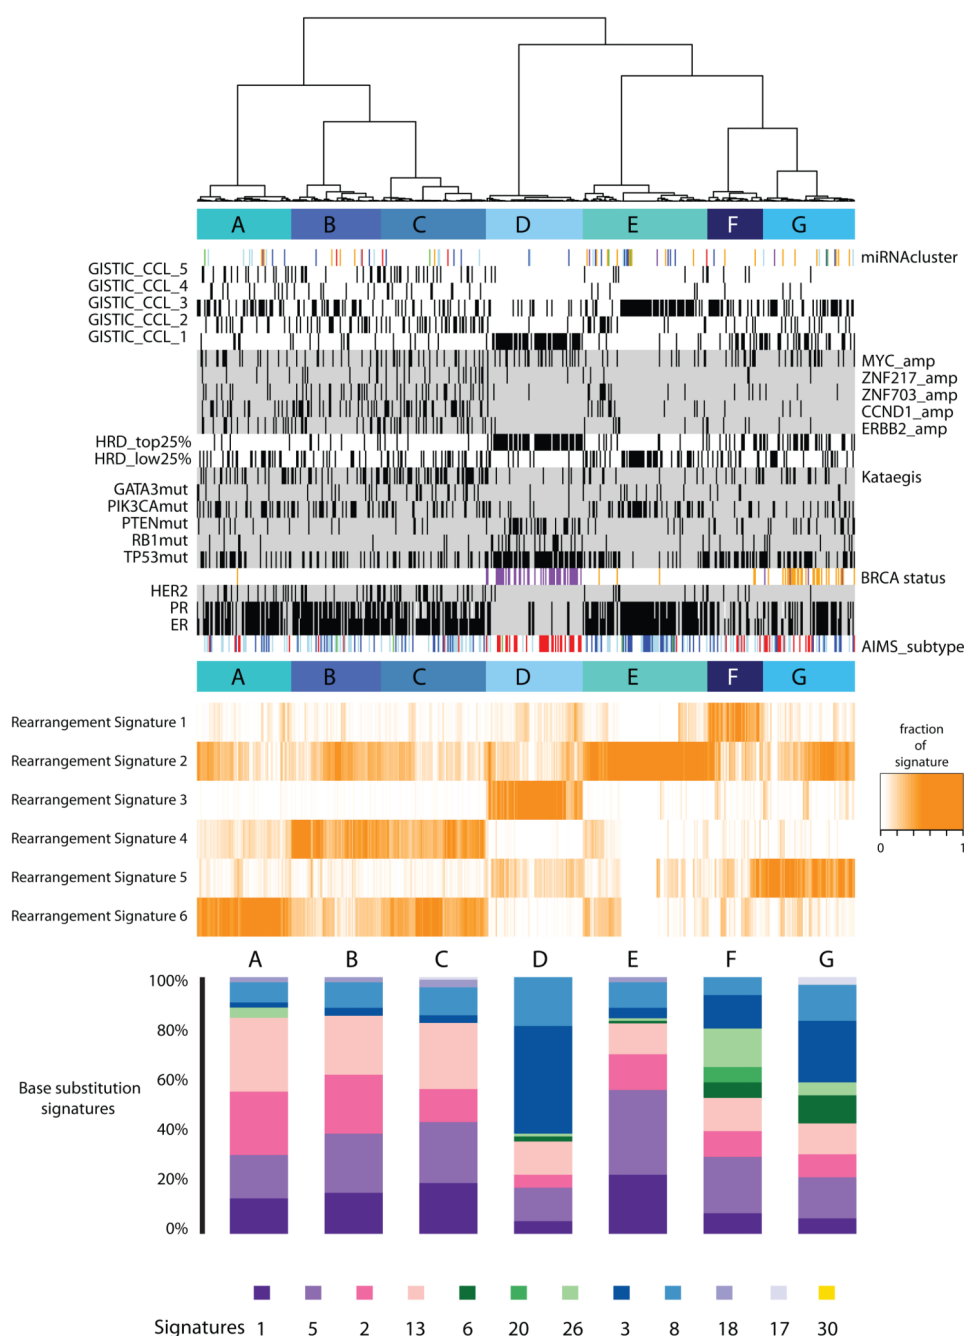 A B C D E F G
miRNAcluster
GISTIC_CCL_5
GISTIC_CCL_4
GISTIC_CCL_3
GISTIC_CCL_2
GISTIC_CCL_1
MYC_amp
ZNF217_amp
ZNF703_amp
CCND1_amp
ERBB2_amp
HRD_top25%
HRD_low25%
Kataegis
GATA3mut
PIK3CAmut
PTENmut
RB1mut
TP53mut
BRCA status
HER2
PR
ER
AIMS_subtype
A B C D E F G
Rearrangement Signature 1
Rearrangement Signature 2
Rearrangement Signature 3
Rearrangement Signature 4
Rearrangement Signature 5
Rearrangement Signature 6
fraction
of
signature
0 1
A B C D E F G
100%
80%
60%
40%
20%
0%
Base substitution
signatures
Signatures 1 5 2 13 6 20 26 3 8 18 17 30